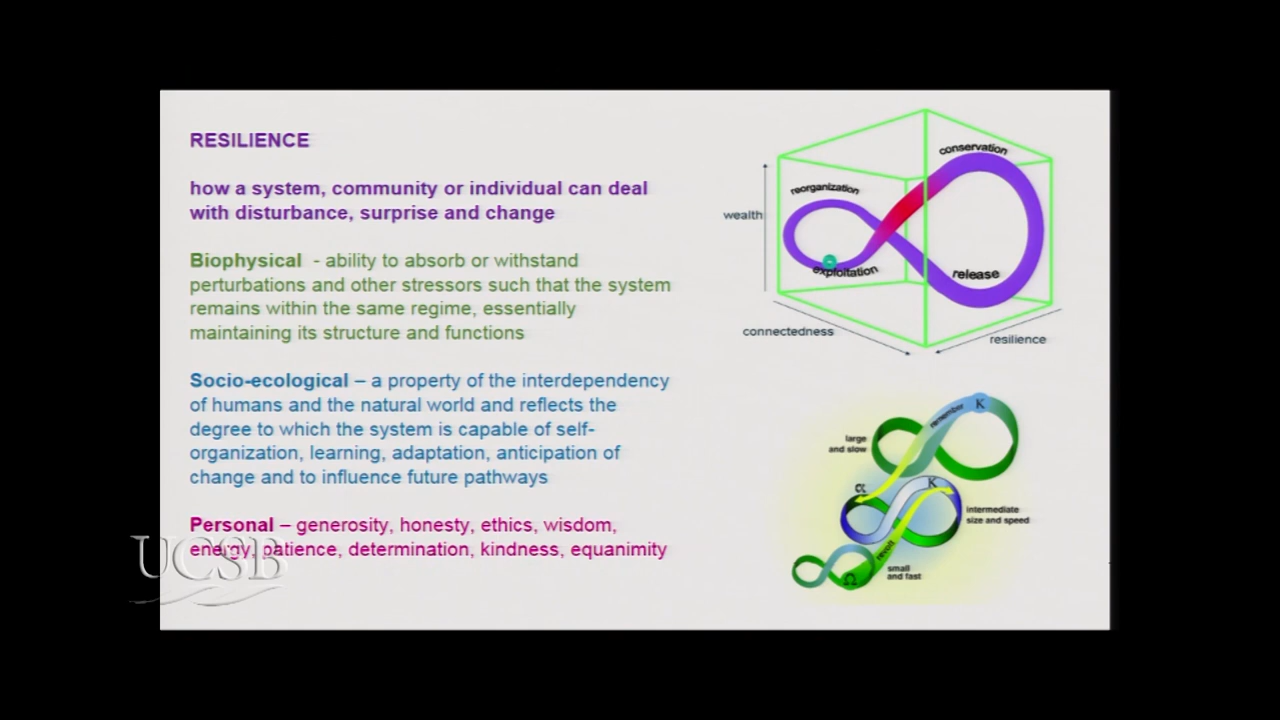 RESILIENCE
how a system, community or individual can deal
with disturbance, surprise and change
Biophysical - ability to absorb or withstand
perturbations and other stressors such that the system
remains within the same regime, essentially
maintaining its structure and functions
Socio-ecological – a property of the interdependency
of humans and the natural world and reflects the
degree to which the system is capable of self-
organization, learning, adaptation, anticipation of
change and to influence future pathways
Personal – generosity, honesty, ethics, wisdom,
energy, patience, determination, kindness, equanimity
UCSB
conservation
reorganization
wealth
exploitation
release
connectedness
resilience
remember
K
large
and slow
α
K
intermediate
size and speed
revolt
small
and fast
Ω